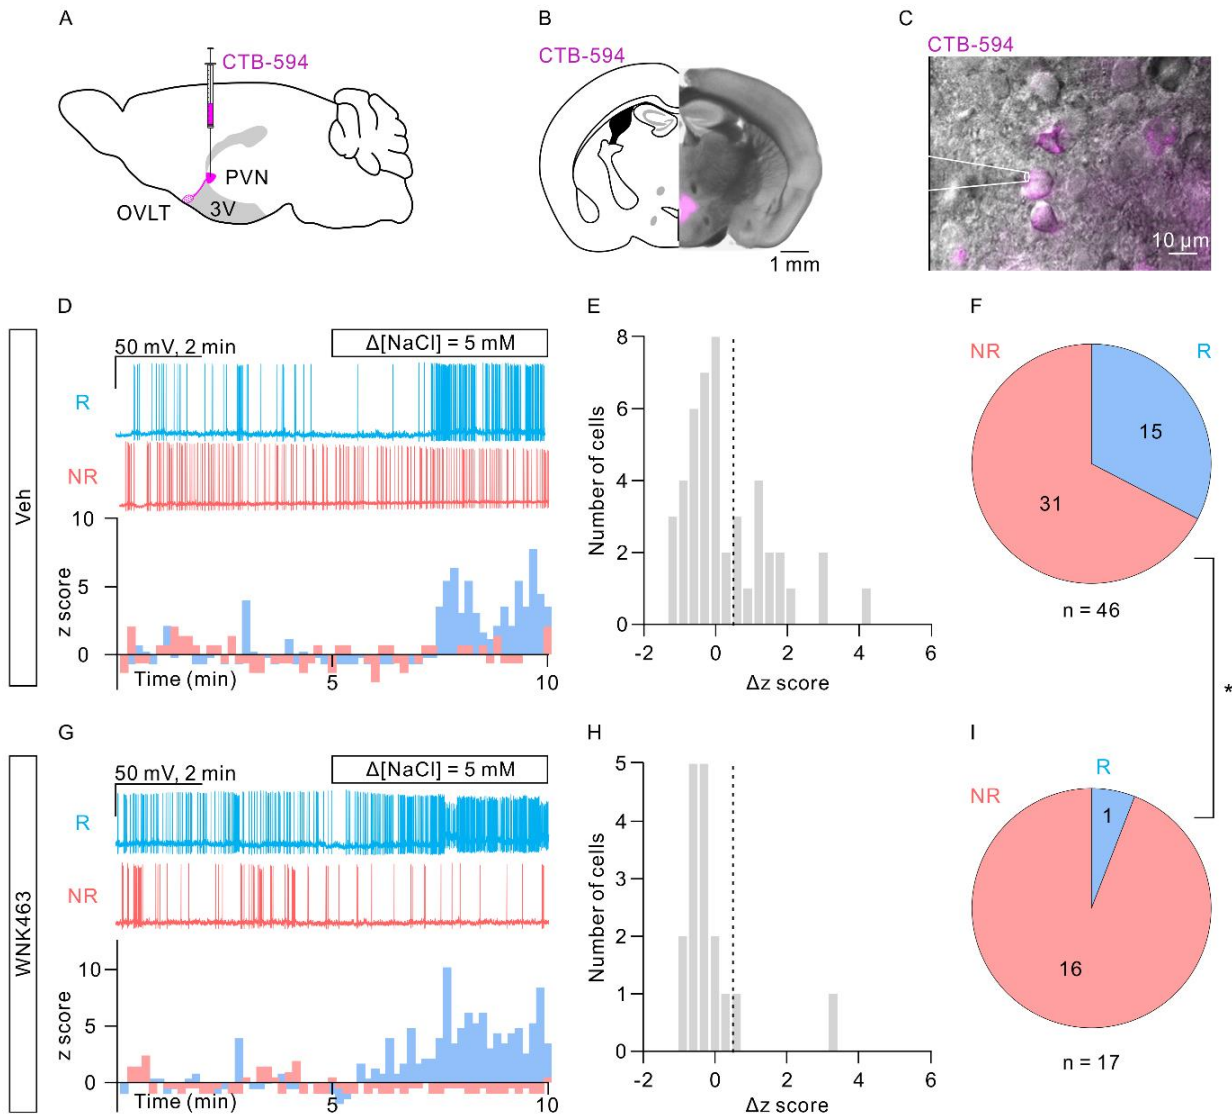 A
CTB-594
PVN
OVLT
3V
B
CTB-594
1 mm
C
CTB-594
10 µm
Veh
D
50 mV, 2 min
Δ[NaCl] = 5 mM
R
NR
10
5
0
z score
Time (min)
5
10
E
8
6
4
2
0
Number of cells
-2
0
2
4
6
Δz score
F
NR
R
15
31
n = 46
*
WNK463
G
50 mV, 2 min
Δ[NaCl] = 5 mM
R
NR
10
5
0
z score
Time (min)
5
10
H
5
4
3
2
1
0
Number of cells
-2
0
2
4
6
Δz score
I
R
NR
1
16
n = 17